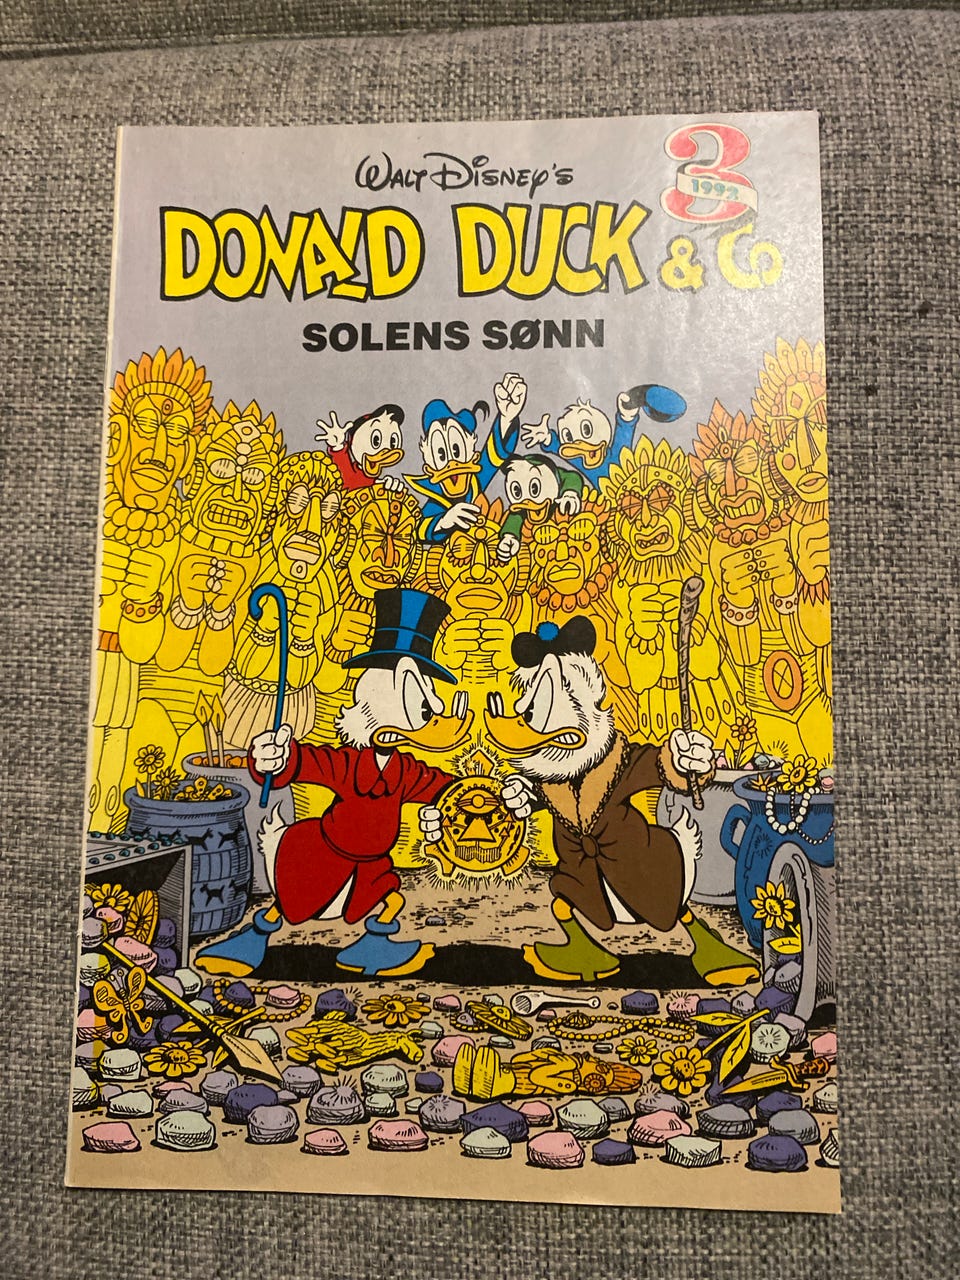 WALT DISNEY'S
3
1992
DONALD DUCK & Co
SOLENS SØNN